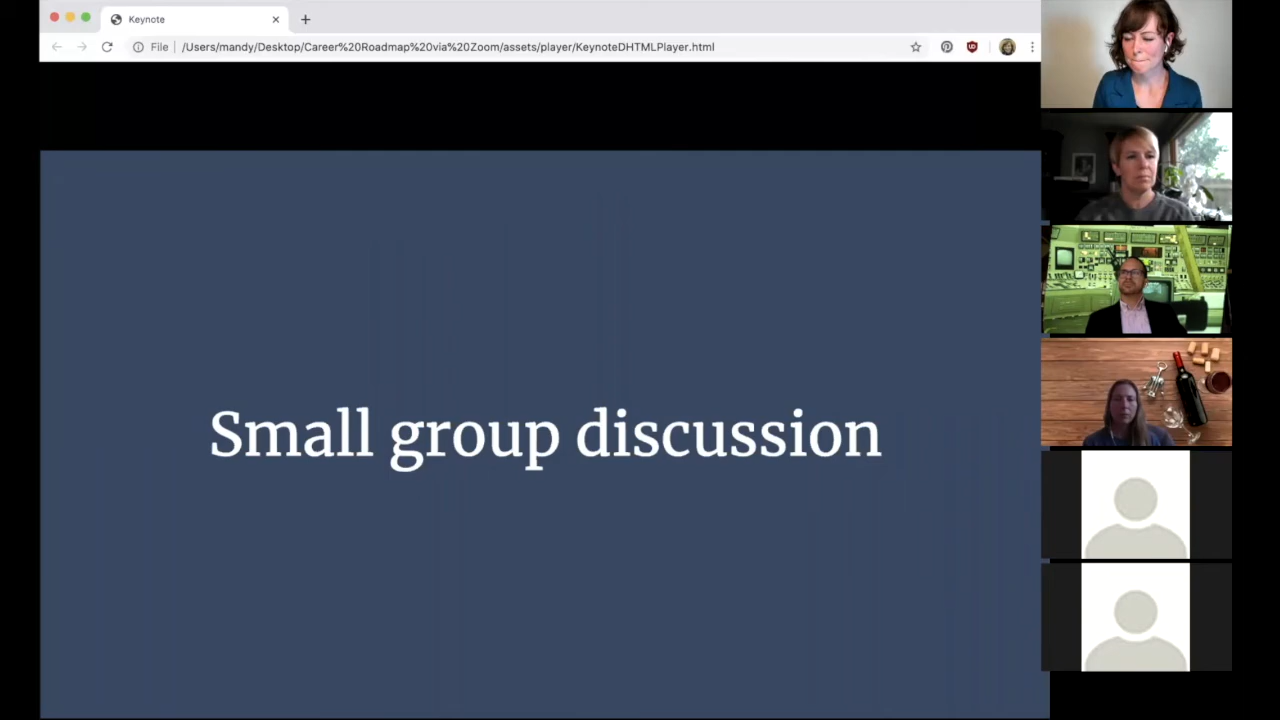 Keynote
File
/Users/mandy/Desktop/Career%20Roadmap%20via%20Zoom/assets/player/KeynoteDHTMLPlayer.html
Small group discussion